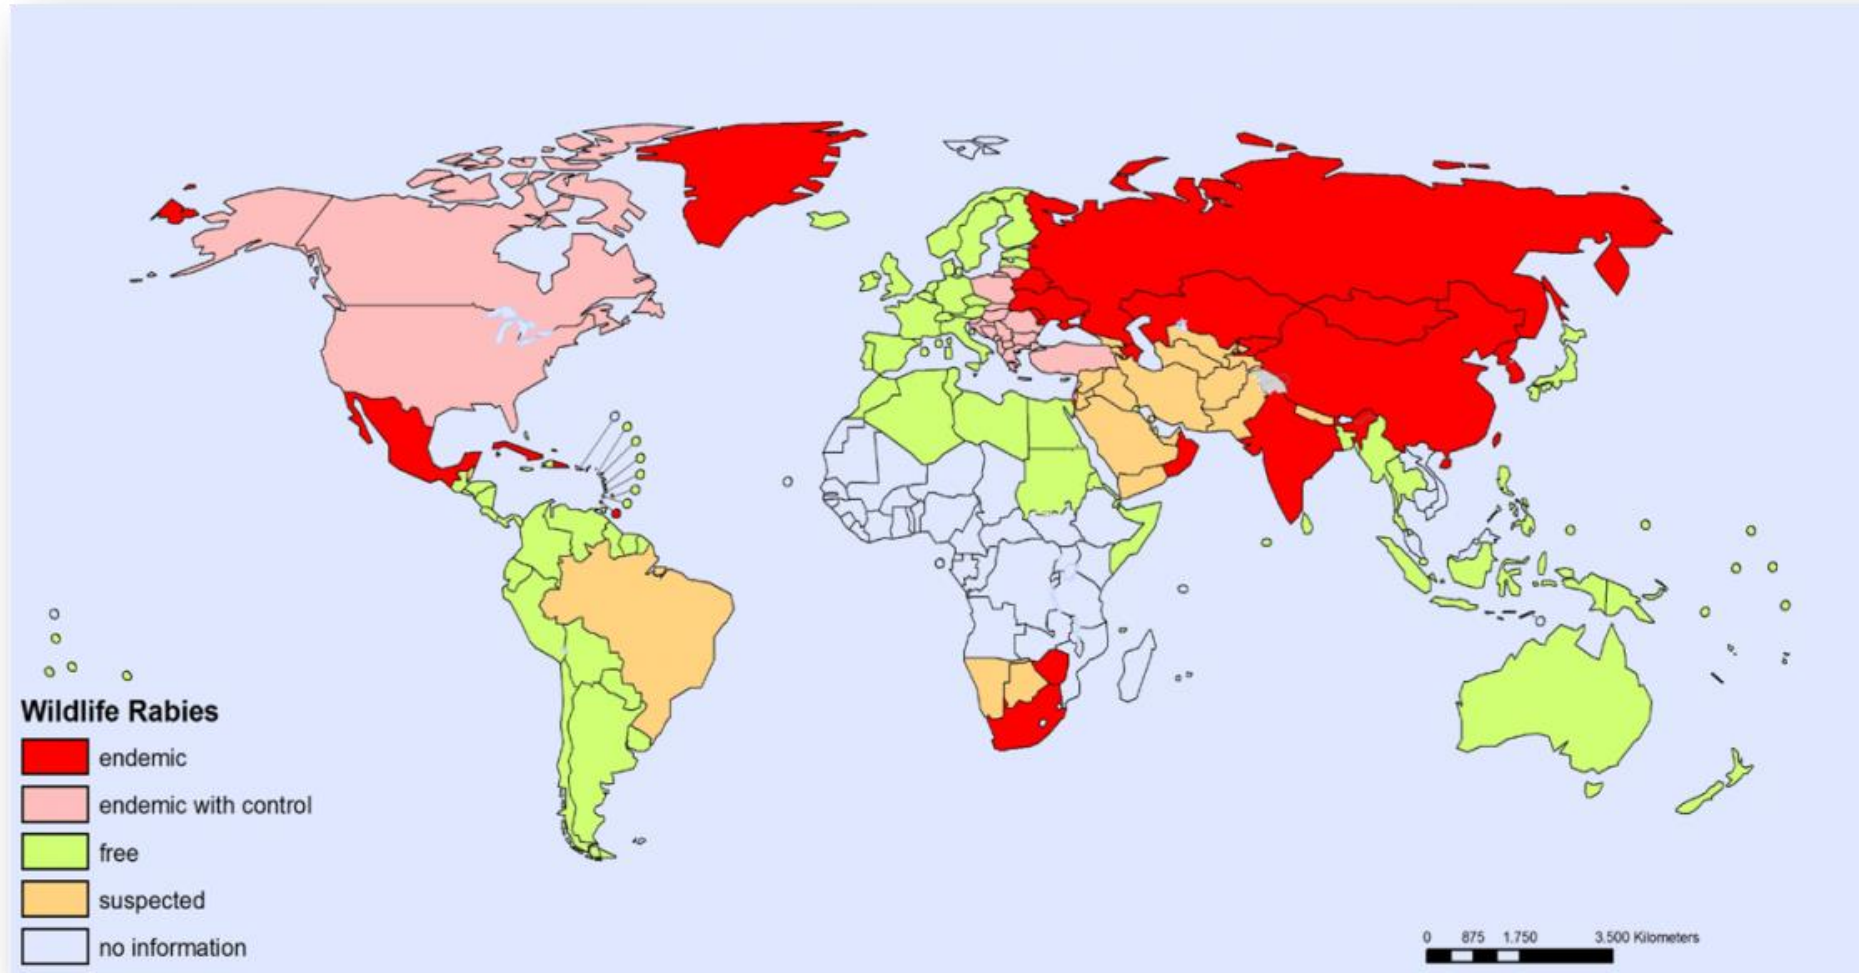 Wildlife Rabies
endemic
endemic with control
free
suspected
no information
0 875 1.750 3.500 Kilometers